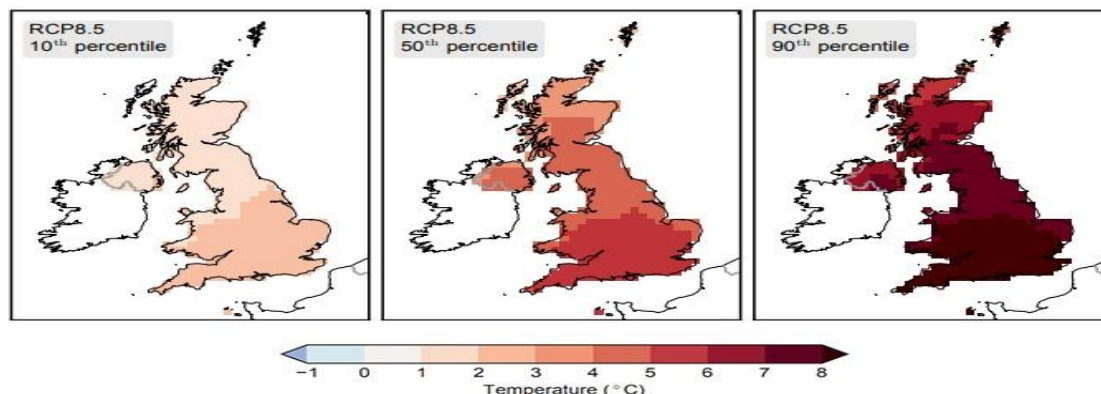 RCP8.5
10th percentile
RCP8.5
50th percentile
RCP8.5
90th percentile
−1 0 1 2 3 4 5 6 7 8
Temperature (°C)